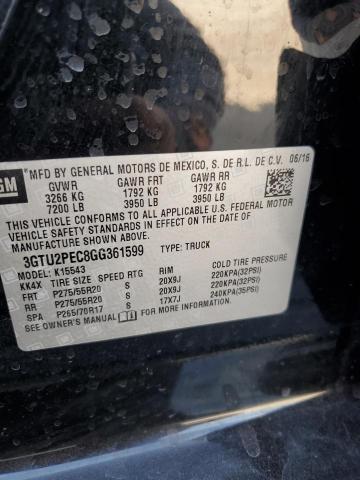 GM
MFD BY GENERAL MOTORS DE MEXICO, S. DE R.L. DE C.V. 06/16
GVWR GAWR FRT GAWR RR
3266 KG 1792 KG 1792 KG
7200 LB 3950 LB 3950 LB
THIS VEHICLE CONFORMS TO ALL APPLICABLE U.S. FEDERAL MOTOR
VEHICLE SAFETY STANDARDS IN EFFECT ON THE DATE OF
MANUFACTURE SHOWN ABOVE.
3GTU2PEC8GG361599 TYPE: TRUCK
MODEL: K15543
KK4X TIRE SIZE SPEED RTG RIM COLD TIRE PRESSURE
FRT P275/55R20 S 20X9J 220KPA(32PSI)
RR P275/55R20 S 20X9J 220KPA(32PSI)
SPA P265/70R17 S 17X7J 240KPA(35PSI)
SEE OWNER'S MANUAL FOR MORE INFORMATION.